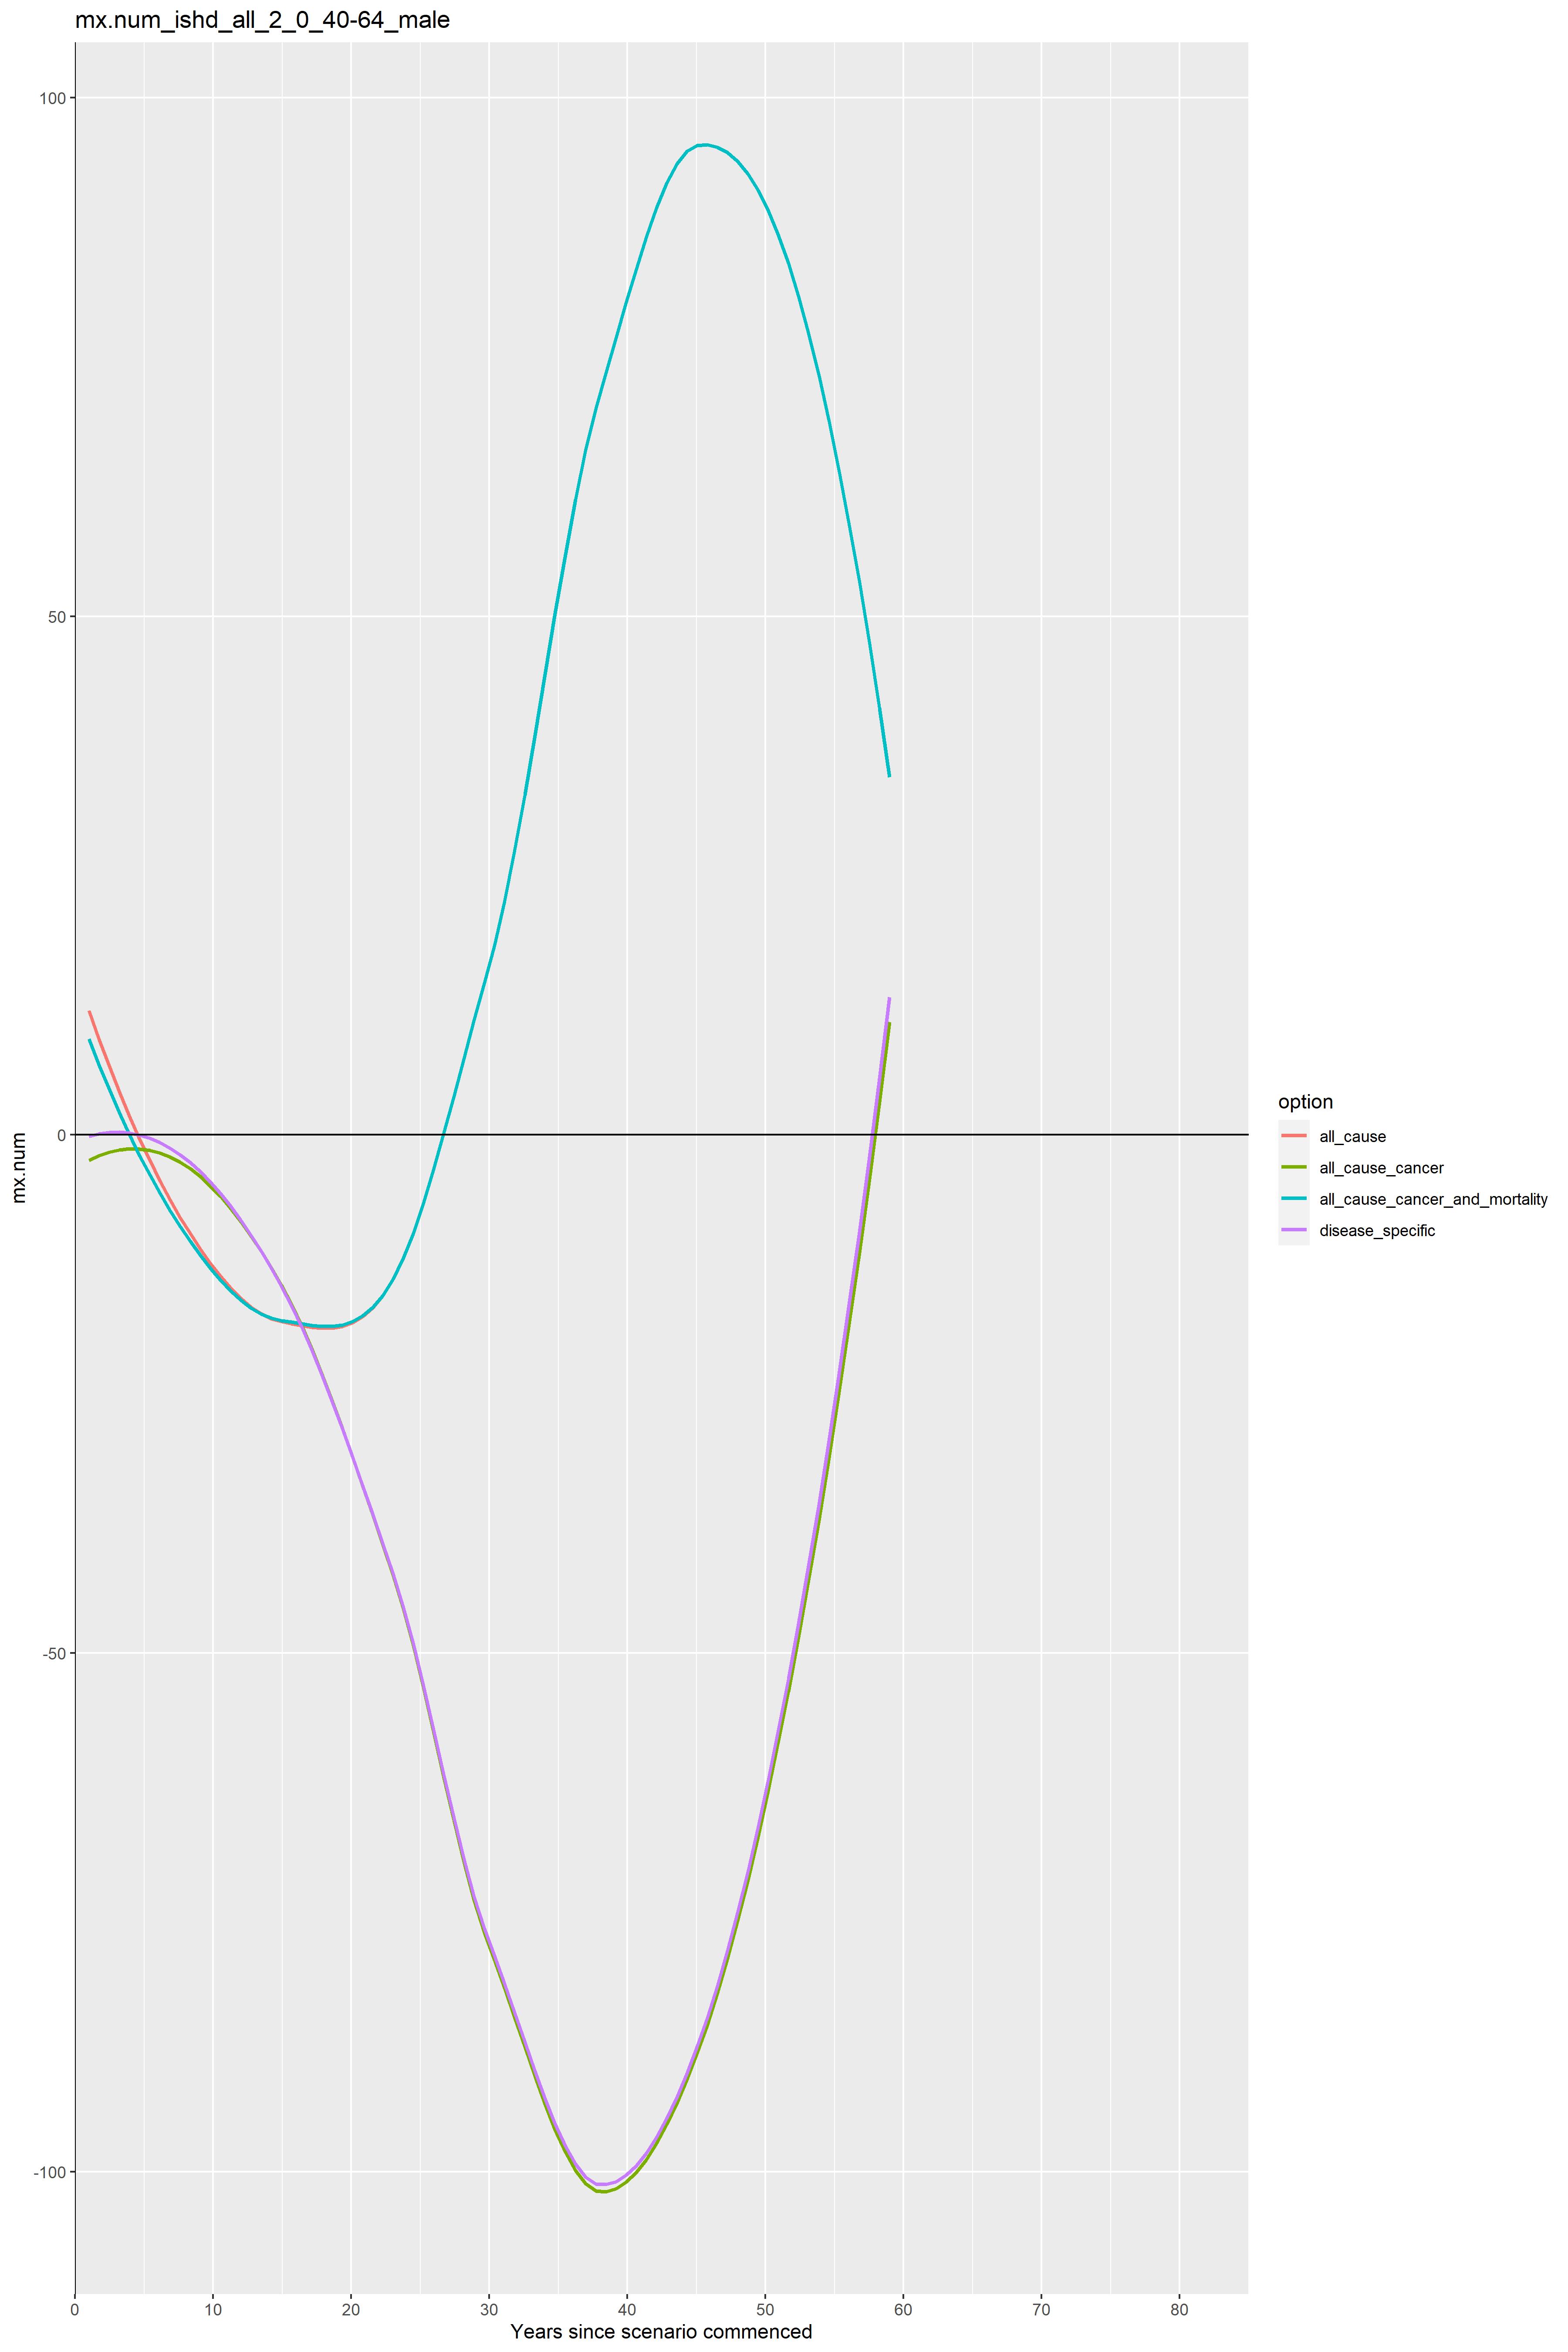 mx.num_ishd_all_2_0_40-64_male
100
50
0
-50
-100
mx.num
0 10 20 30 40 50 60 70 80
Years since scenario commenced
option
all_cause
all_cause_cancer
all_cause_cancer_and_mortality
disease_specific